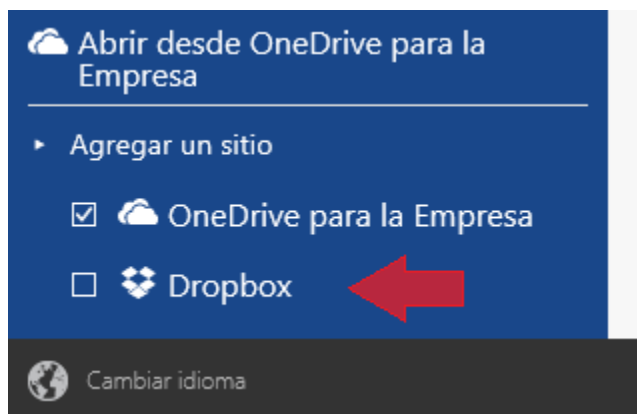 Abrir desde OneDrive para la
Empresa
Agregar un sitio
OneDrive para la Empresa
Dropbox
Cambiar idioma